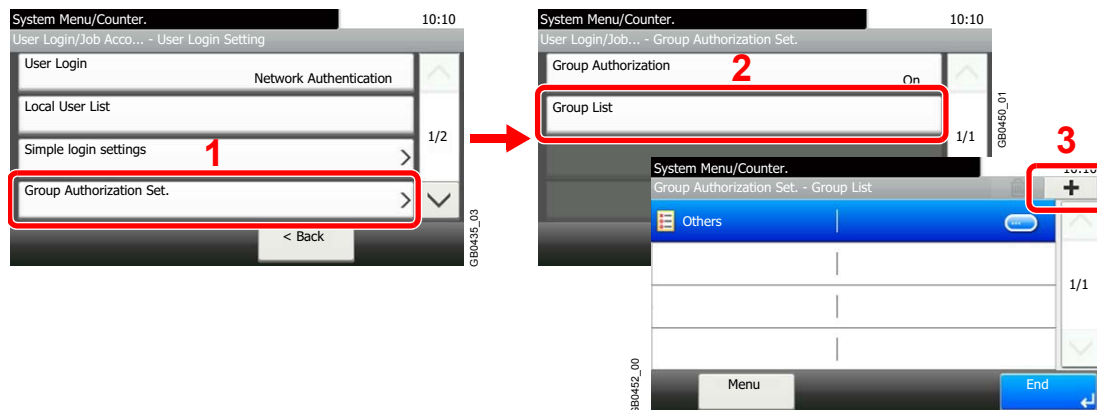 System Menu/Counter. 10:10
User Login/Job Acco... - User Login Setting
User Login
Network Authentication
Local User List
1/2
Simple login settings
1
Group Authorization Set.
< Back
GB0435_03
System Menu/Counter. 10:10
User Login/Job... - Group Authorization Set.
Group Authorization
2
On
Group List
1/1
GB0450_01
3
System Menu/Counter. 10:10
Group Authorization Set. - Group List
+
Others
1/1
Menu
End
GB0452_00